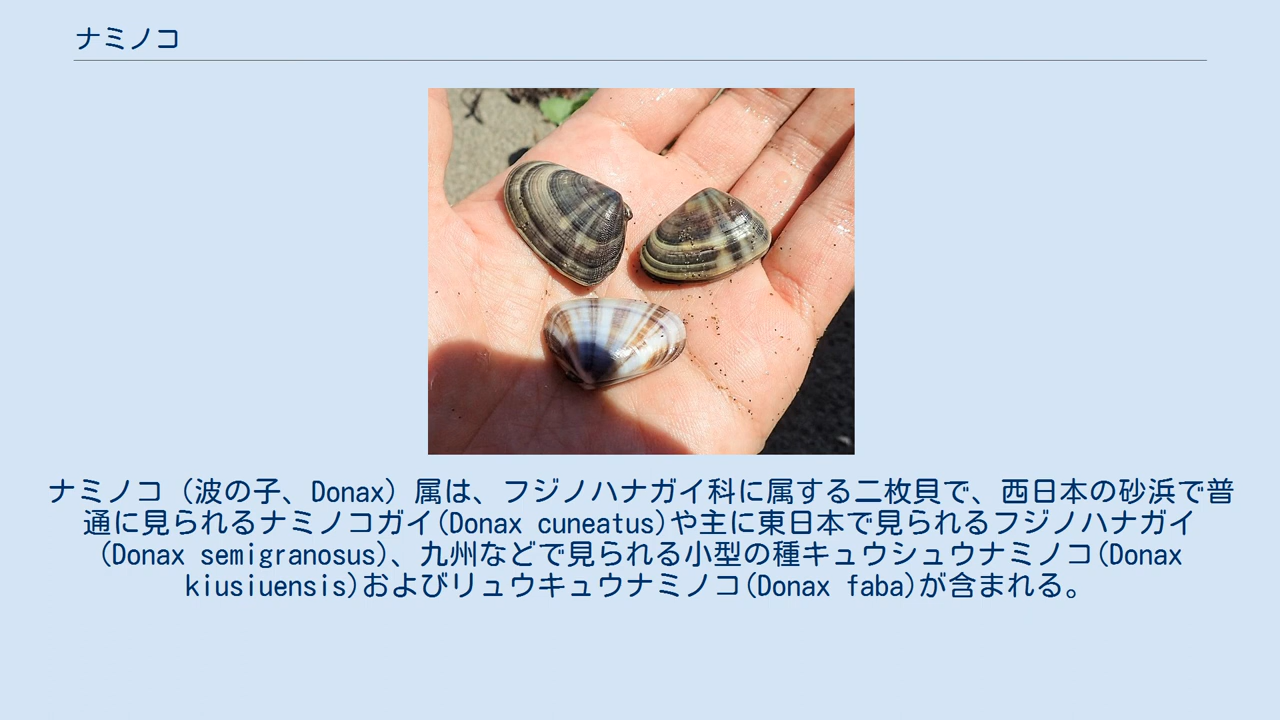 ナミノコ
ナミノコ（波の子、Donax）属は、フジノハナガイ科に属する二枚貝で、西日本の砂浜で普
通に見られるナミノコガイ(Donax cuneatus)や主に東日本で見られるフジノハナガイ
(Donax semigranosus)、九州などで見られる小型の種キュウシュウナミノコ(Donax
kiusiuensis)およびリュウキュウナミノコ(Donax faba)が含まれる。